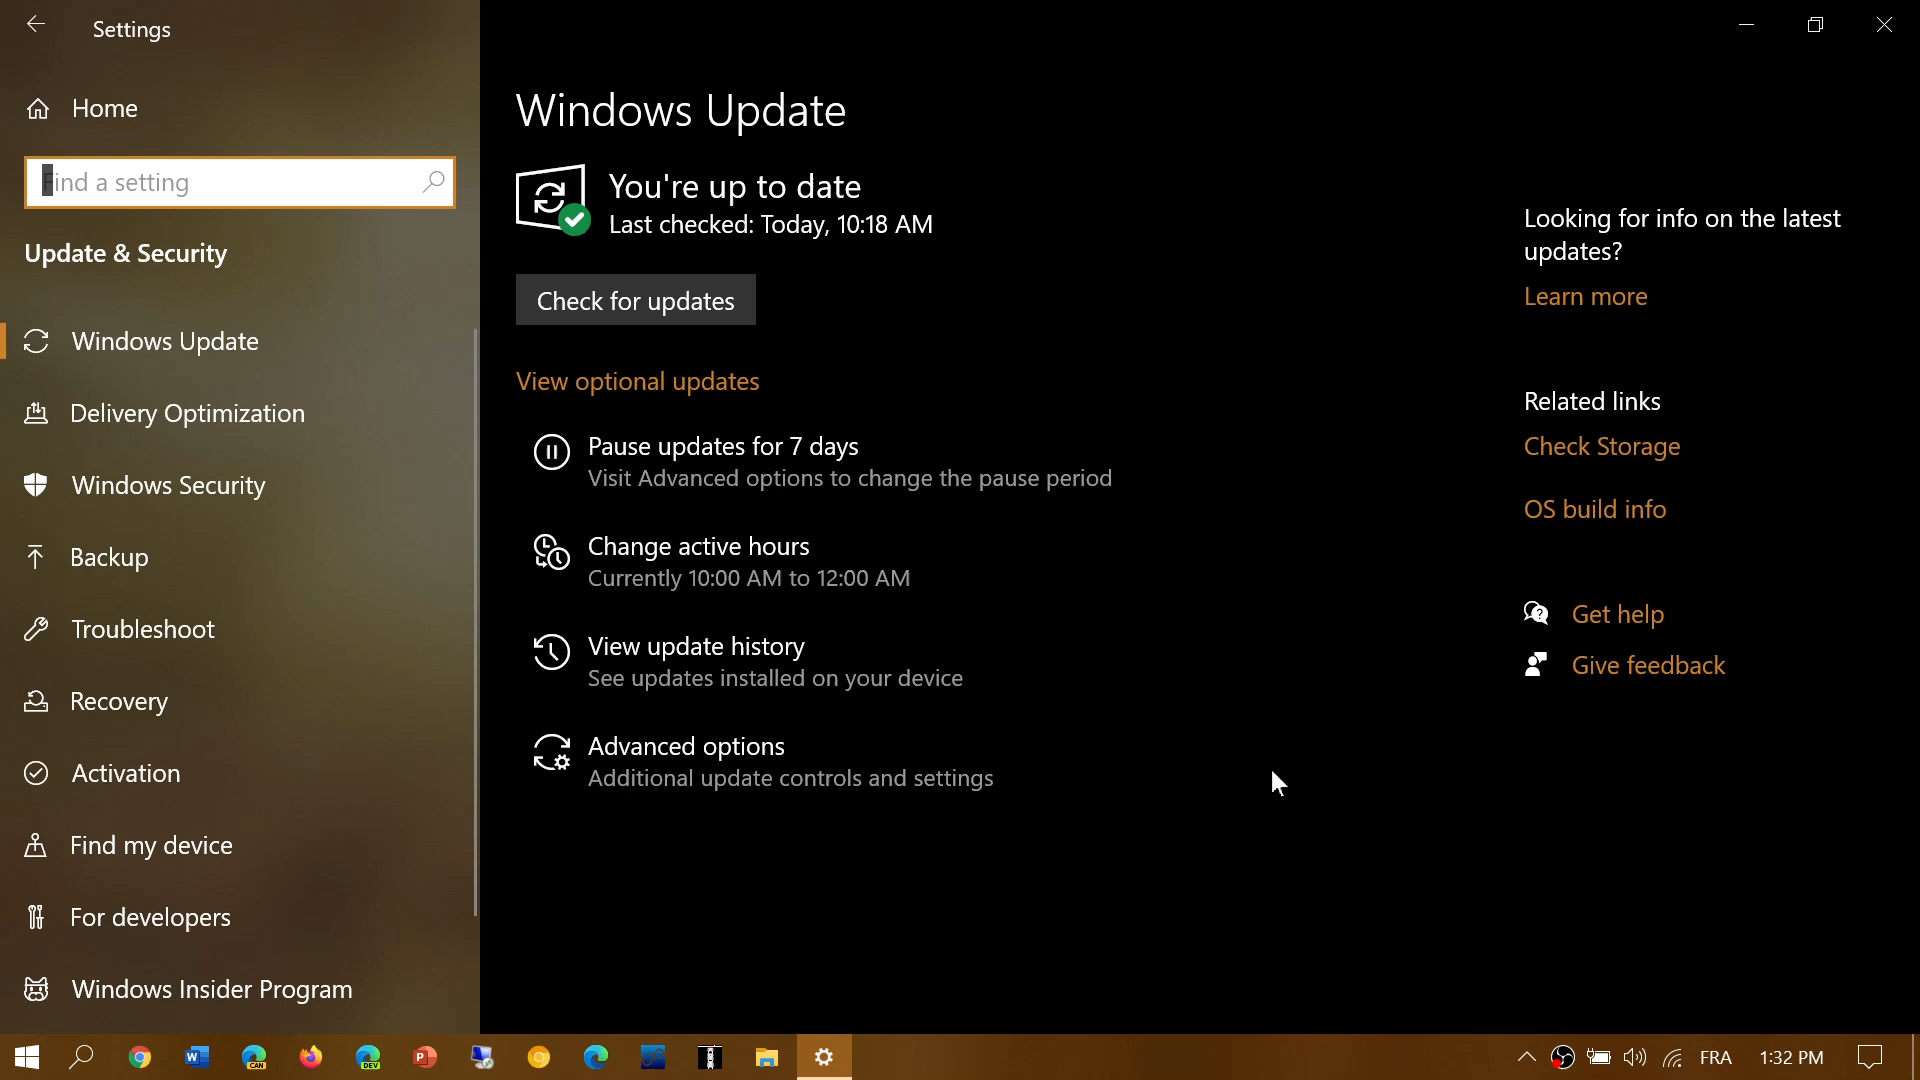 Settings
Home
Find a setting
Update & Security
Windows Update
Delivery Optimization
Windows Security
Backup
Troubleshoot
Recovery
Activation
Find my device
For developers
Windows Insider Program
Windows Update
You're up to date
Last checked: Today, 10:18 AM
Check for updates
View optional updates
Pause updates for 7 days
Visit Advanced options to change the pause period
Change active hours
Currently 10:00 AM to 12:00 AM
View update history
See updates installed on your device
Advanced options
Additional update controls and settings
Looking for info on the latest
updates?
Learn more
Related links
Check Storage
OS build info
Get help
Give feedback
W
CAN
DEV
P
FRA
1:32 PM